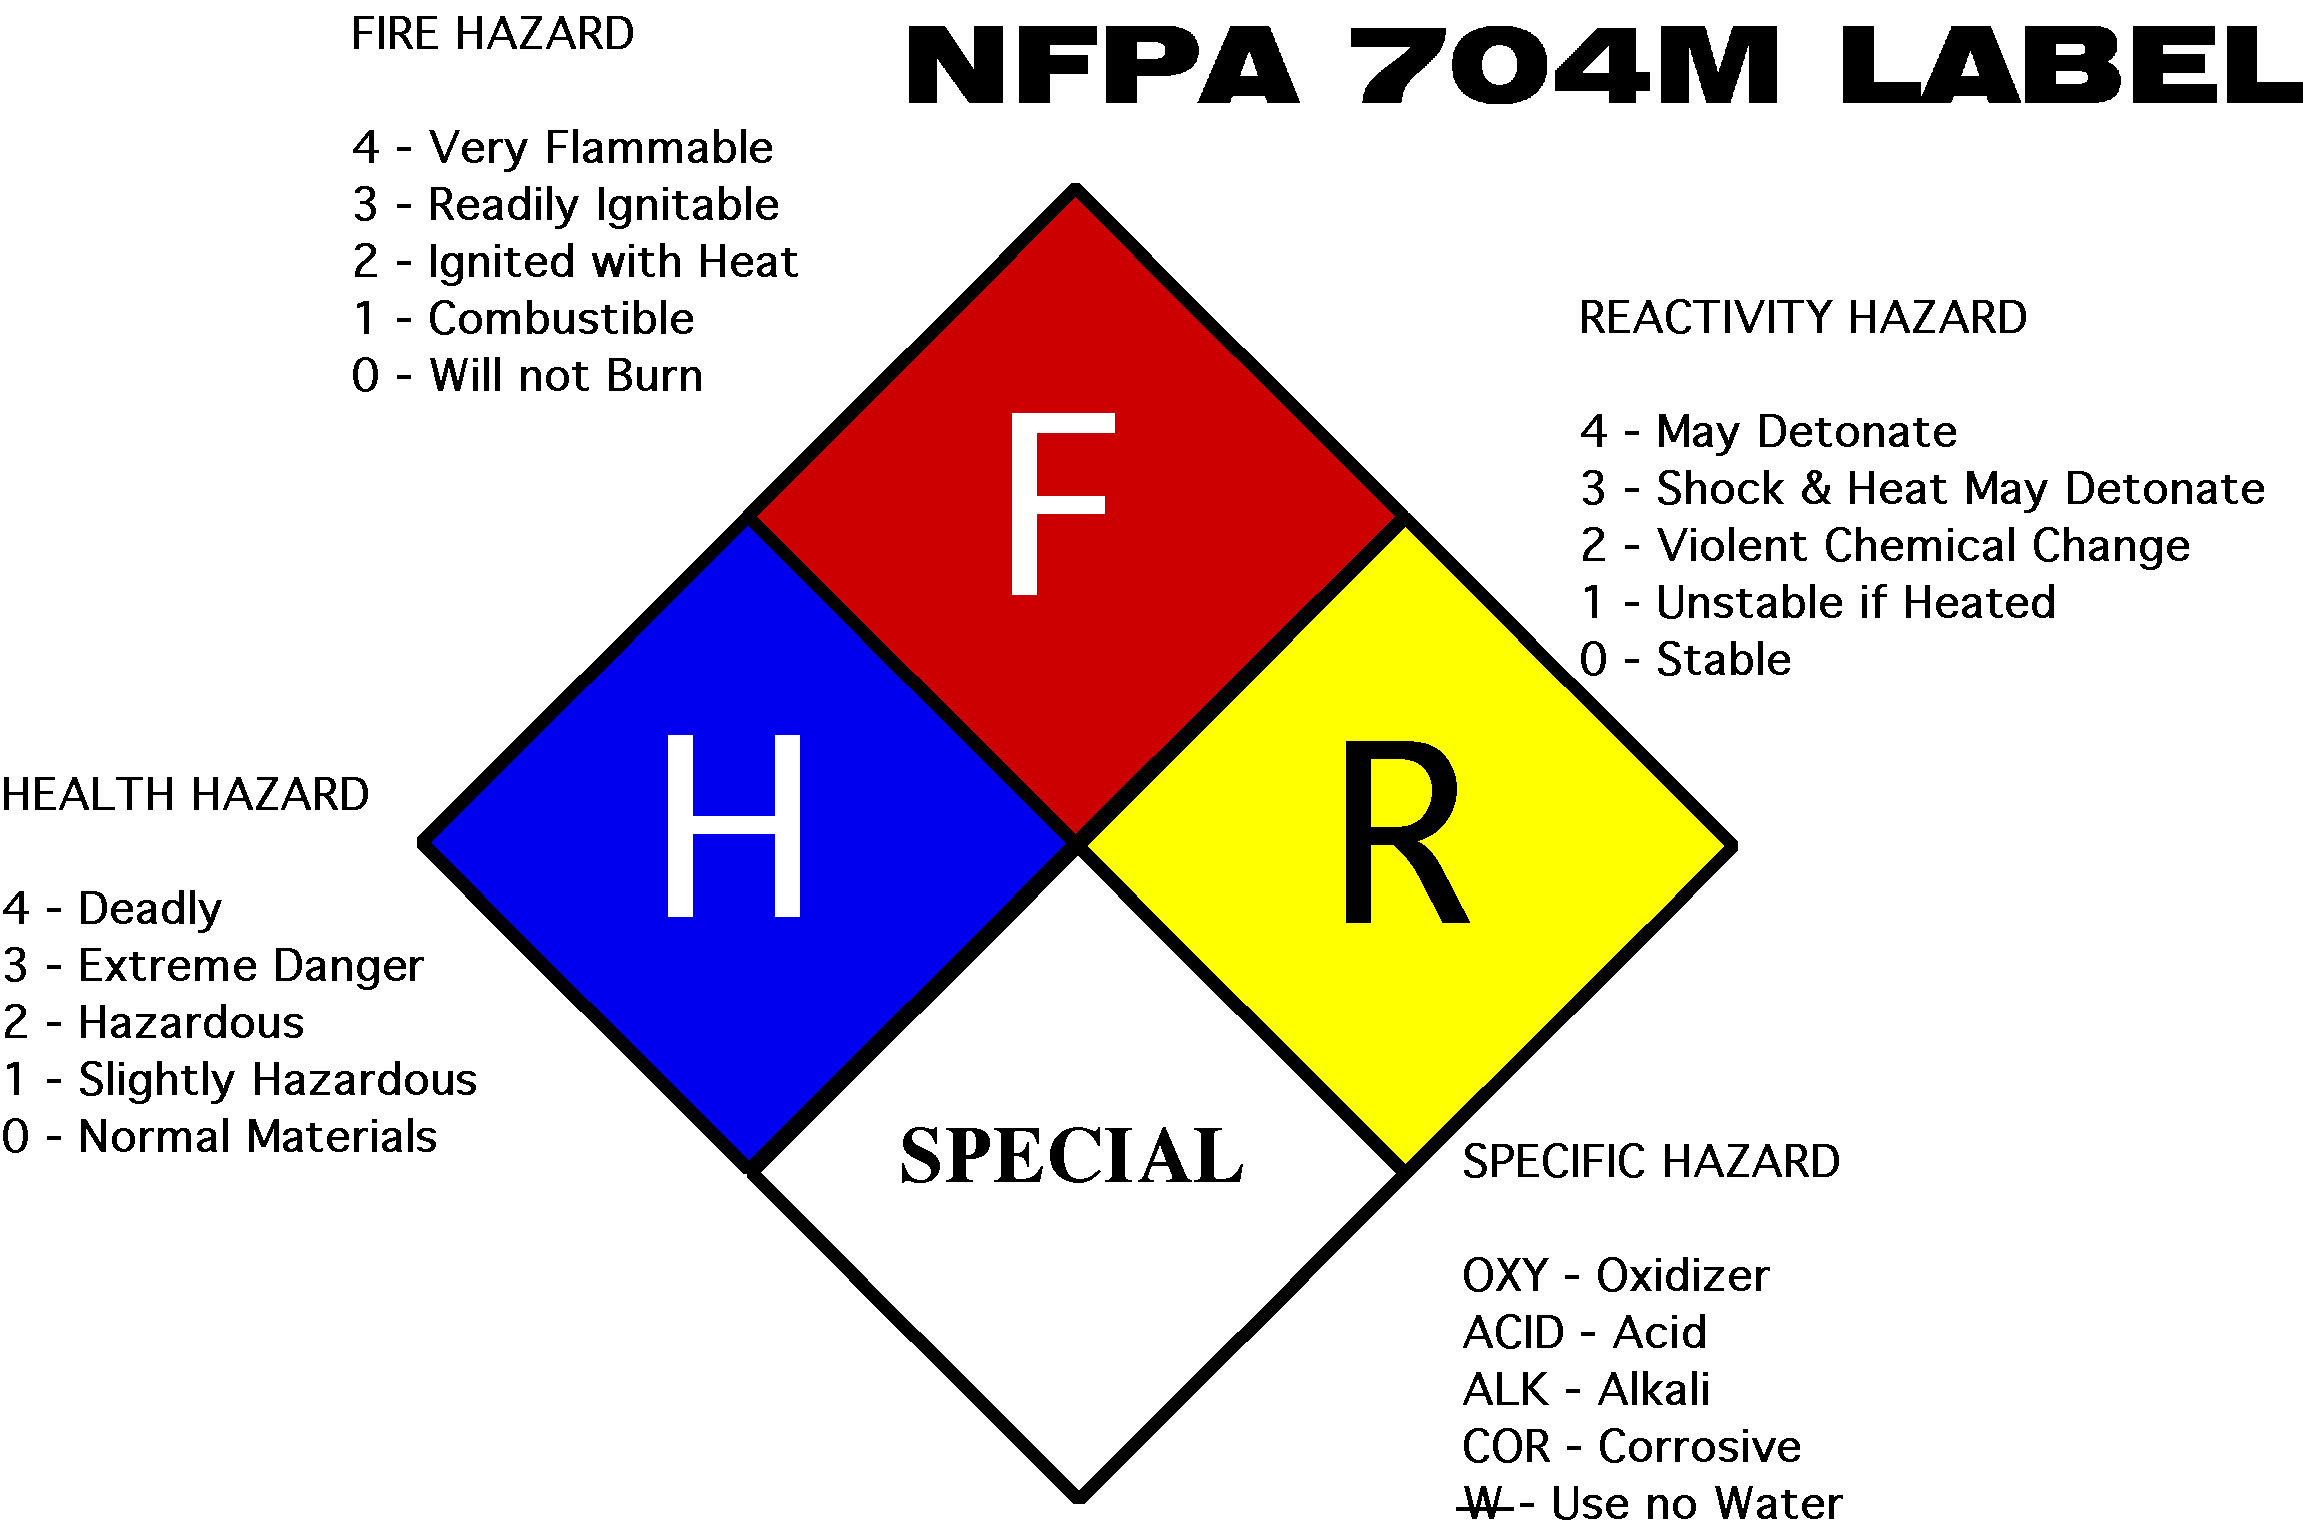 NFPA 704M LABEL
FIRE HAZARD
4 - Very Flammable
3 - Readily Ignitable
2 - Ignited with Heat
1 - Combustible
0 - Will not Burn
F
REACTIVITY HAZARD
4 - May Detonate
3 - Shock & Heat May Detonate
2 - Violent Chemical Change
1 - Unstable if Heated
0 - Stable
H
R
HEALTH HAZARD
4 - Deadly
3 - Extreme Danger
2 - Hazardous
1 - Slightly Hazardous
0 - Normal Materials
SPECIAL
SPECIFIC HAZARD
OXY - Oxidizer
ACID - Acid
ALK - Alkali
COR - Corrosive
W - Use no Water